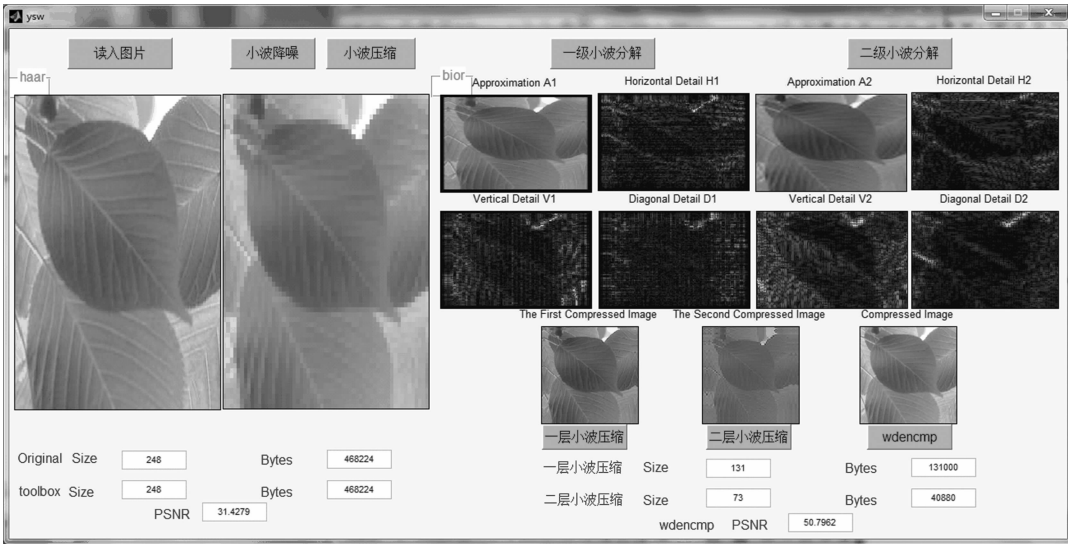 ysw
读入图片 小波降噪 小波压缩 一级小波分解 二级小波分解
haar bior
Approximation A1 Horizontal Detail H1 Approximation A2 Horizontal Detail H2
Vertical Detail V1 Diagonal Detail D1 Vertical Detail V2 Diagonal Detail D2
The First Compressed Image The Second Compressed Image Compressed Image
一层小波压缩 二层小波压缩 wdencmp
Original Size 248 Bytes 468224 一层小波压缩 Size 131 Bytes 131000
toolbox Size 248 Bytes 468224 二层小波压缩 Size 73 Bytes 40880
PSNR 31.4279 wdencmp PSNR 50.7962